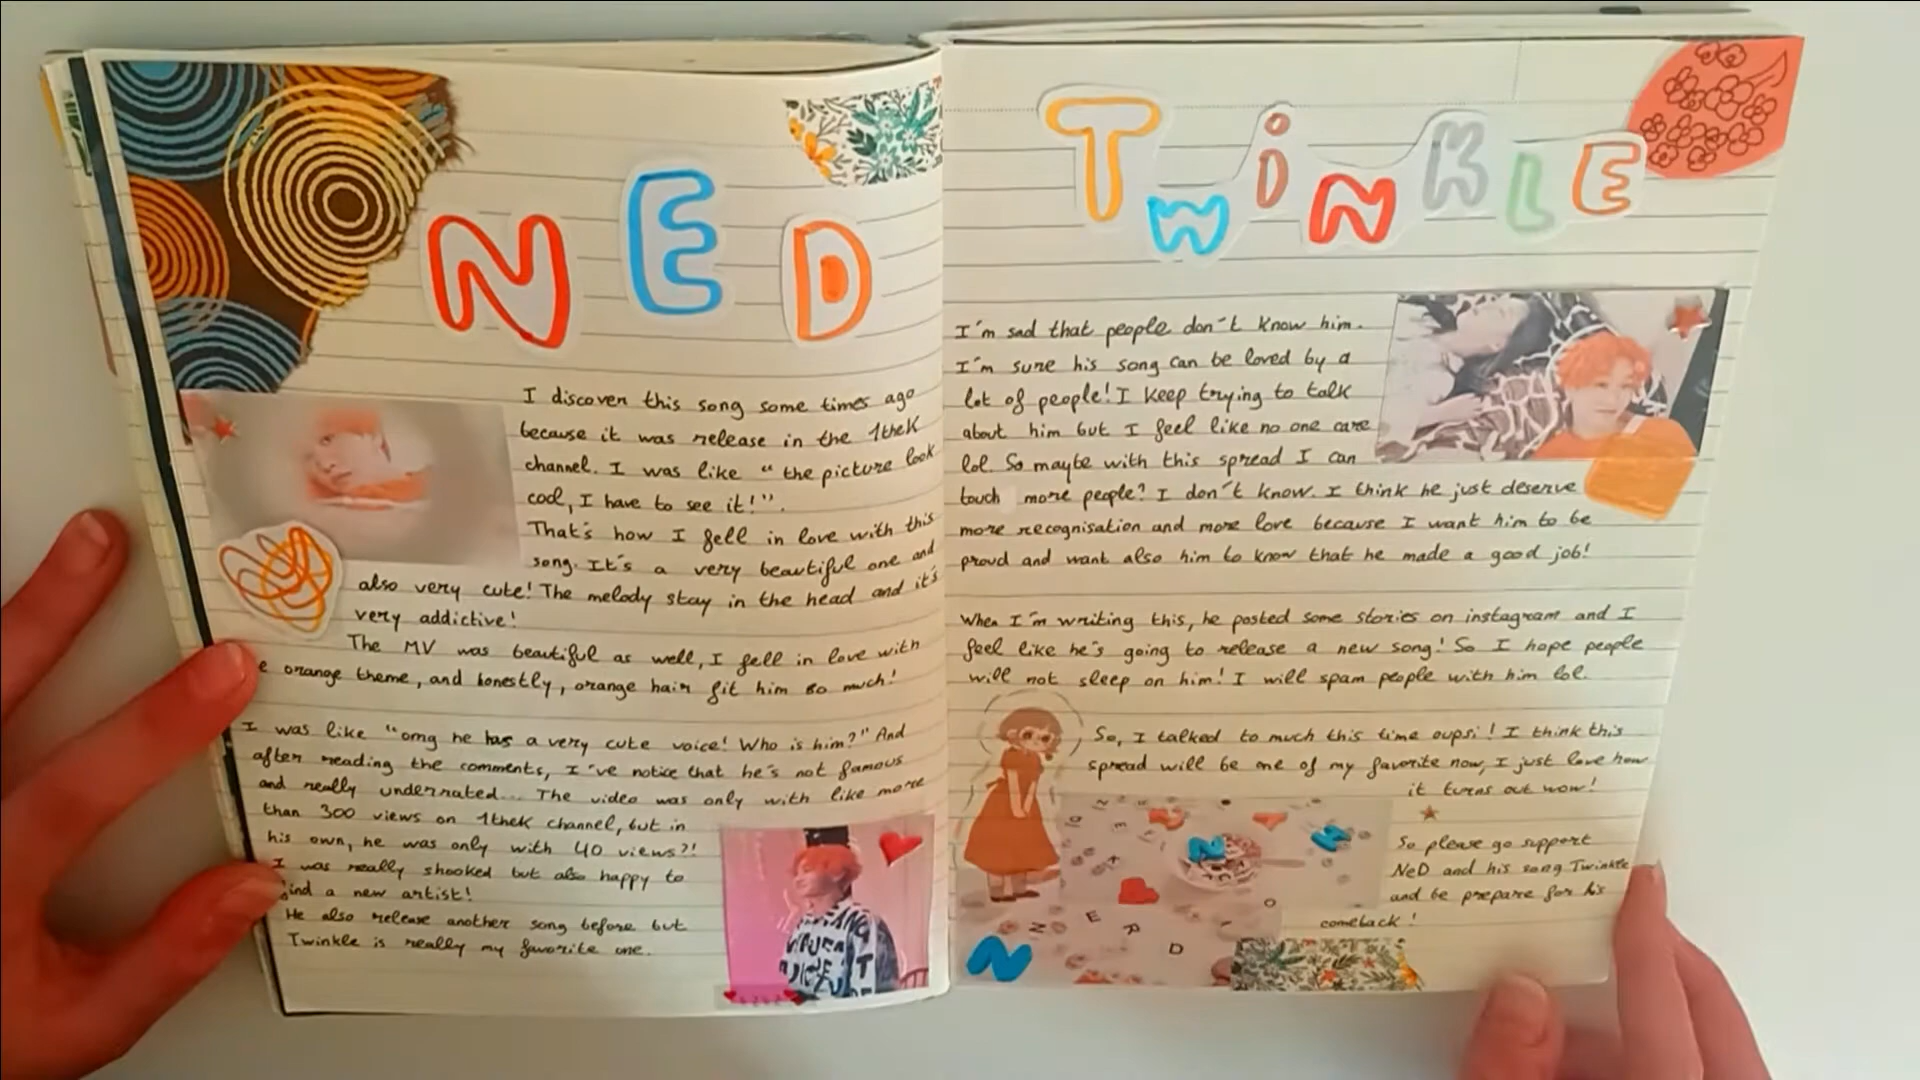 NED
I discover this song some times ago
because it was release in the 1theK
channel. I was like " the picture look
cool, I have to see it!".
That's how I fell in love with this
song. It's a very beautiful one and
also very cute! The melody stay in the head and it's
very addictive!
The MV was beautiful as well, I fell in love with
e orange theme, and honestly, orange hair fit him so much!
I was like "omg he has a very cute voice! Who is him?" And
after reading the comments, I've notice that he's not famous
and really underrated... The video was only with like more
than 300 views on 1theK channel, but in
his own, he was only with 40 views?!
I was really shooked but also happy to
find a new artist!
He also release another song before but
Twinkle is really my favorite one.
TWiNKLE
I'm sad that people don't know him.
I'm sure his song can be loved by a
lot of people! I keep trying to talk
about him but I feel like no one care
lol. So maybe with this spread I can
touch more people? I don't know. I think he just deserve
more recognisation and more love because I want him to be
proud and want also him to know that he made a good job!
When I'm writing this, he posted some stories on instagram and I
feel like he's going to release a new song! So I hope people
will not sleep on him! I will spam people with him lol.
So, I talked to much this time oupsi! I think this
spread will be one of my favorite now, I just love how
it turns out wow!
So please go support
NeD and his song Twinkle
and be prepare for his
comeback!
N
N E R D